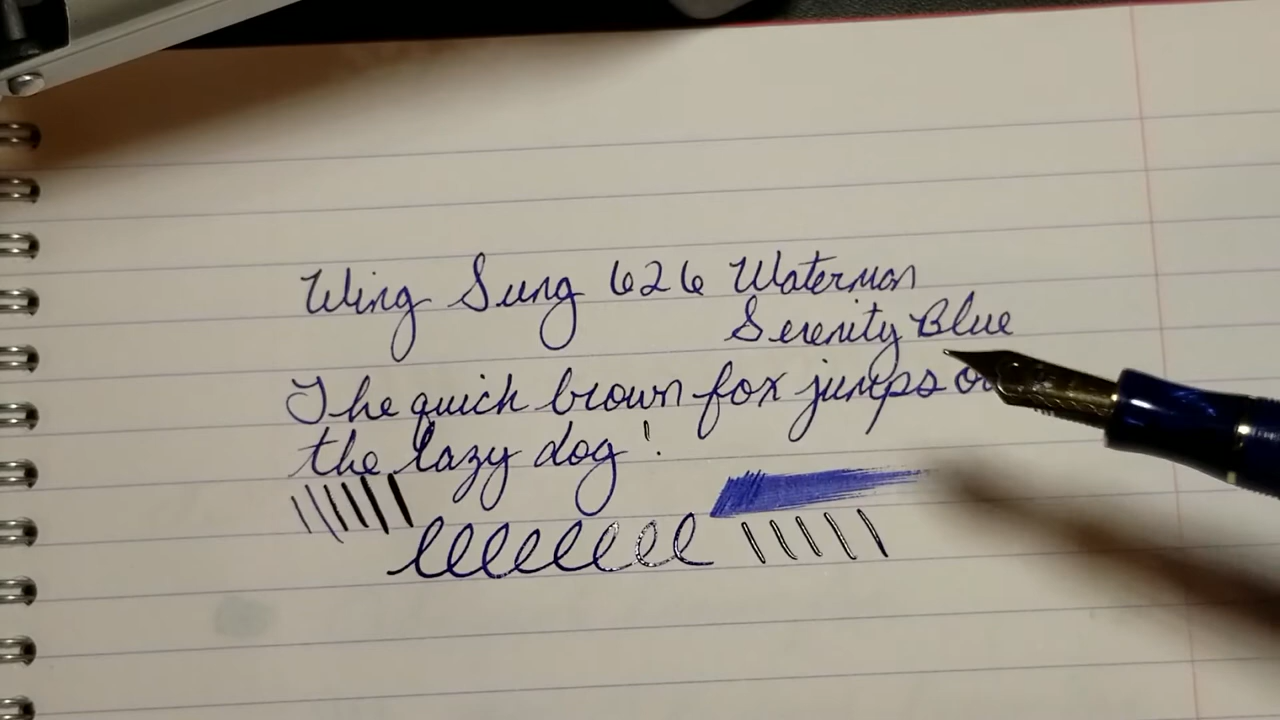 Wing Sung 626 Waterman
Serenity Blue
The quick brown fox jumps
the lazy dog!